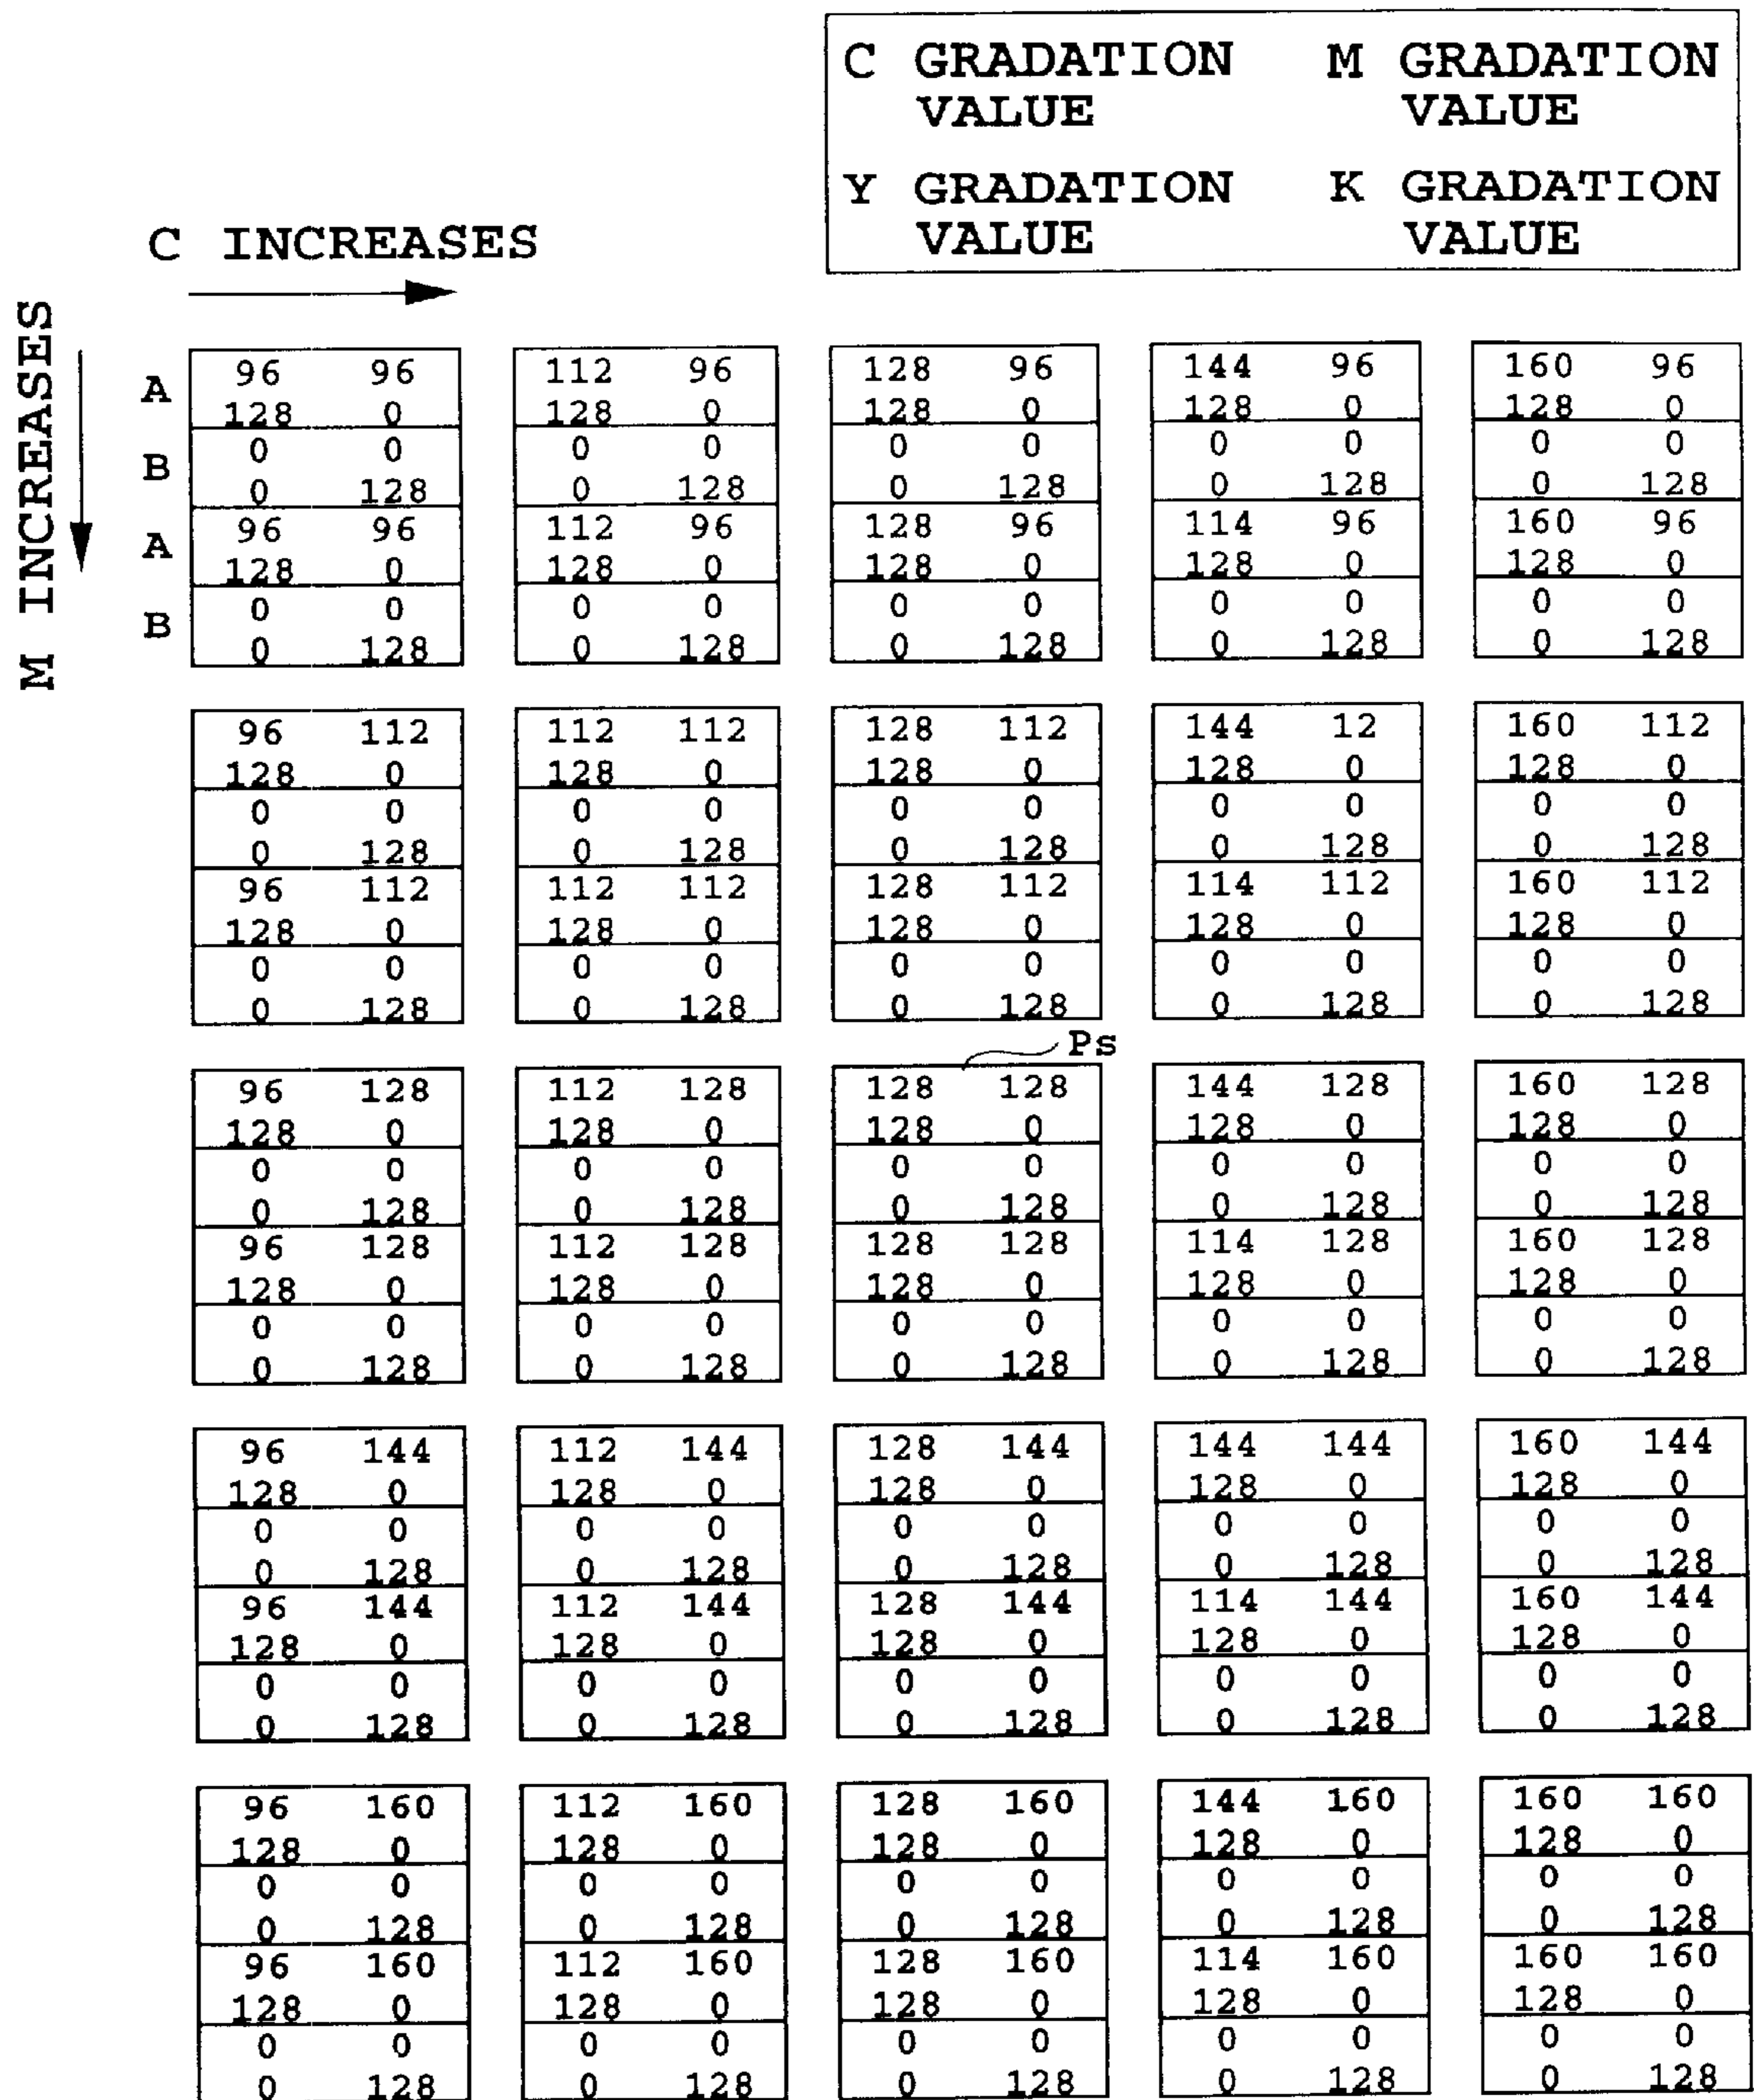 C GRADATION M GRADATION
VALUE VALUE
Y GRADATION K GRADATION
VALUE VALUE
C INCREASES
M INCREASES
A 96 96 112 96 128 96 144 96 160 96
128 0 128 0 128 0 128 0 128 0
B 0 0 0 0 0 0 0 0 0 0
0 128 0 128 0 128 0 128 0 128
A 96 96 112 96 128 96 114 96 160 96
128 0 128 0 128 0 128 0 128 0
B 0 0 0 0 0 0 0 0 0 0
0 128 0 128 0 128 0 128 0 128
96 112 112 112 128 112 144 12 160 112
128 0 128 0 128 0 128 0 128 0
0 0 0 0 0 0 0 0 0 0
0 128 0 128 0 128 0 128 0 128
96 112 112 112 128 112 114 112 160 112
128 0 128 0 128 0 128 0 128 0
0 0 0 0 0 0 0 0 0 0
0 128 0 128 0 128 0 128 0 128
Ps
96 128 112 128 128 128 144 128 160 128
128 0 128 0 128 0 128 0 128 0
0 0 0 0 0 0 0 0 0 0
0 128 0 128 0 128 0 128 0 128
96 128 112 128 128 128 114 128 160 128
128 0 128 0 128 0 128 0 128 0
0 0 0 0 0 0 0 0 0 0
0 128 0 128 0 128 0 128 0 128
96 144 112 144 128 144 144 144 160 144
128 0 128 0 128 0 128 0 128 0
0 0 0 0 0 0 0 0 0 0
0 128 0 128 0 128 0 128 0 128
96 144 112 144 128 144 114 144 160 144
128 0 128 0 128 0 128 0 128 0
0 0 0 0 0 0 0 0 0 0
0 128 0 128 0 128 0 128 0 128
96 160 112 160 128 160 144 160 160 160
128 0 128 0 128 0 128 0 128 0
0 0 0 0 0 0 0 0 0 0
0 128 0 128 0 128 0 128 0 128
96 160 112 160 128 160 114 160 160 160
128 0 128 0 128 0 128 0 128 0
0 0 0 0 0 0 0 0 0 0
0 128 0 128 0 128 0 128 0 128